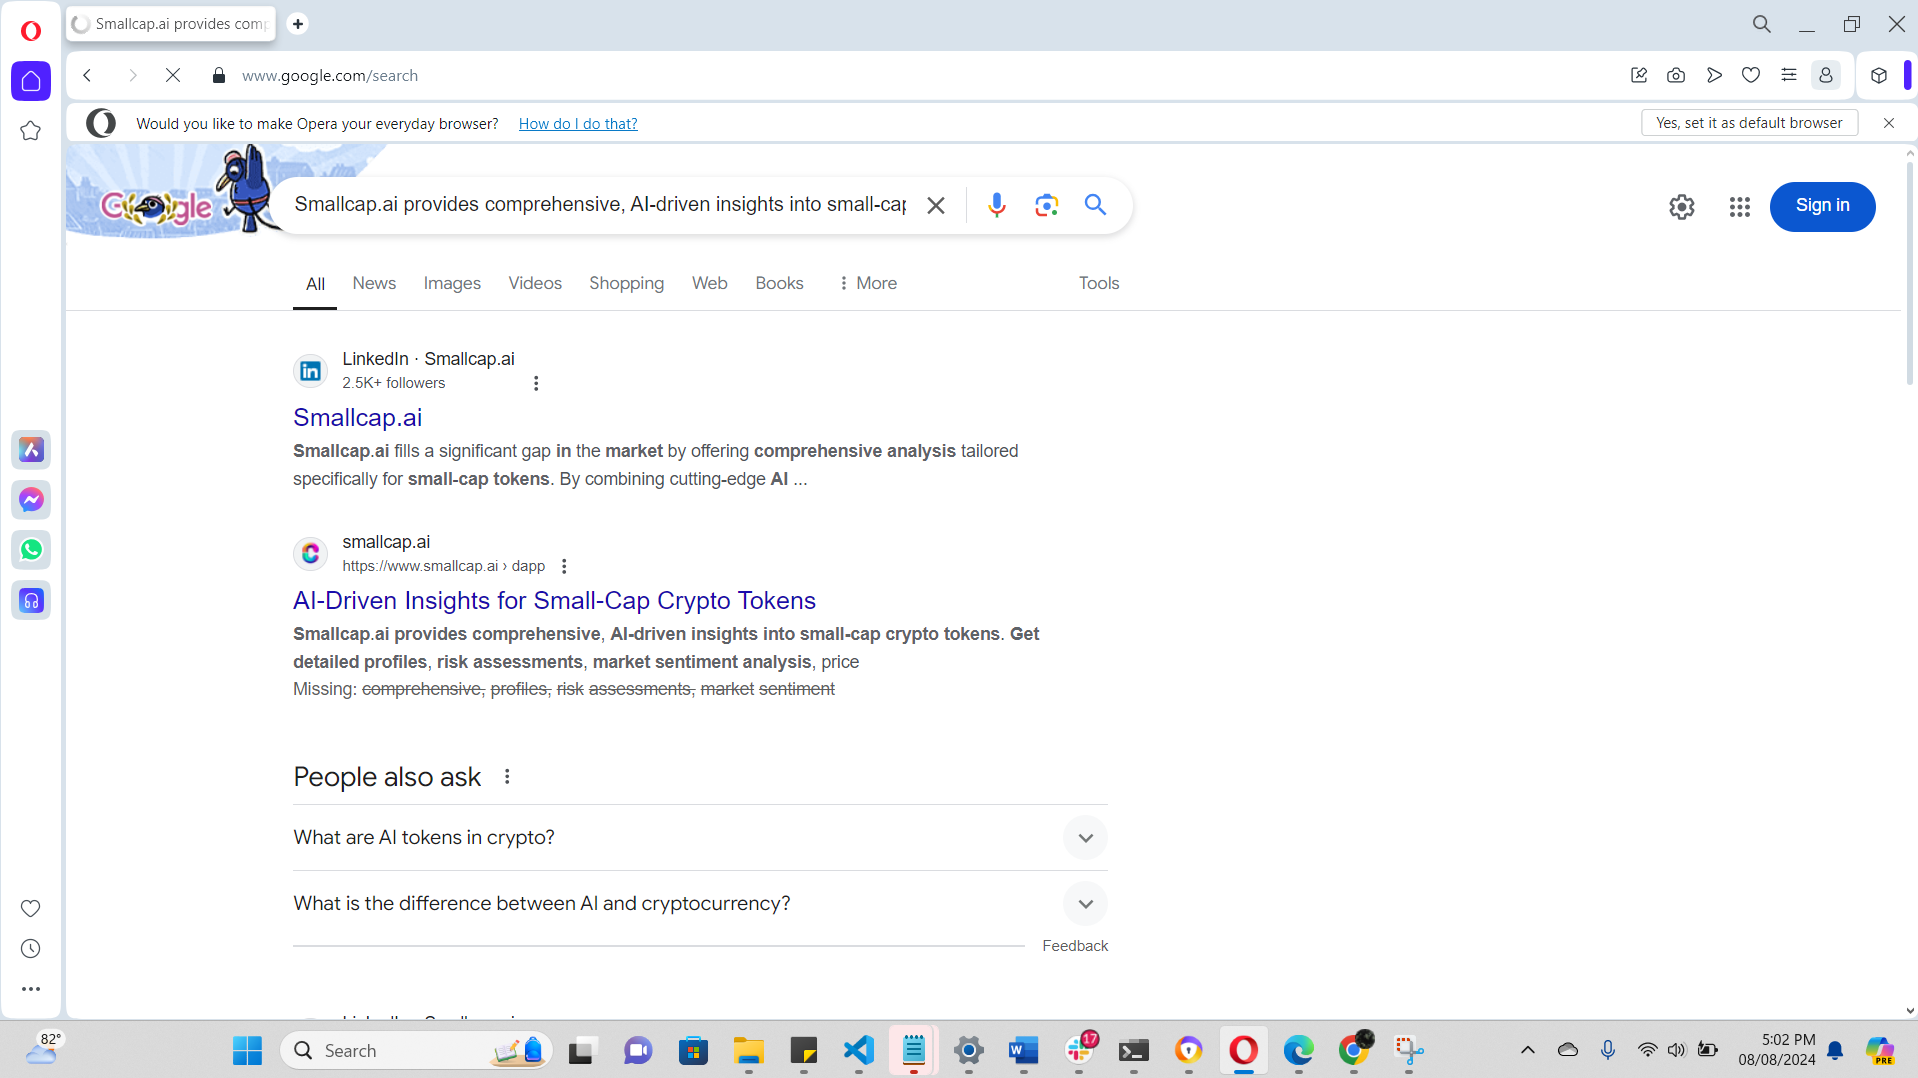 Smallcap.ai provides com
www.google.com/search
Would you like to make Opera your everyday browser? How do I do that? Yes, set it as default browser
Google
Smallcap.ai provides comprehensive, AI-driven insights into small-cap
Sign in
All News Images Videos Shopping Web Books More Tools
LinkedIn · Smallcap.ai
2.5K+ followers
Smallcap.ai
Smallcap.ai fills a significant gap in the market by offering comprehensive analysis tailored
specifically for small-cap tokens. By combining cutting-edge AI ...
smallcap.ai
https://www.smallcap.ai › dapp
AI-Driven Insights for Small-Cap Crypto Tokens
Smallcap.ai provides comprehensive, AI-driven insights into small-cap crypto tokens. Get
detailed profiles, risk assessments, market sentiment analysis, price
Missing: comprehensive, profiles, risk assessments, market sentiment
People also ask
What are AI tokens in crypto?
What is the difference between AI and cryptocurrency?
Feedback
82°
Search
17
5:02 PM
08/08/2024
PRE